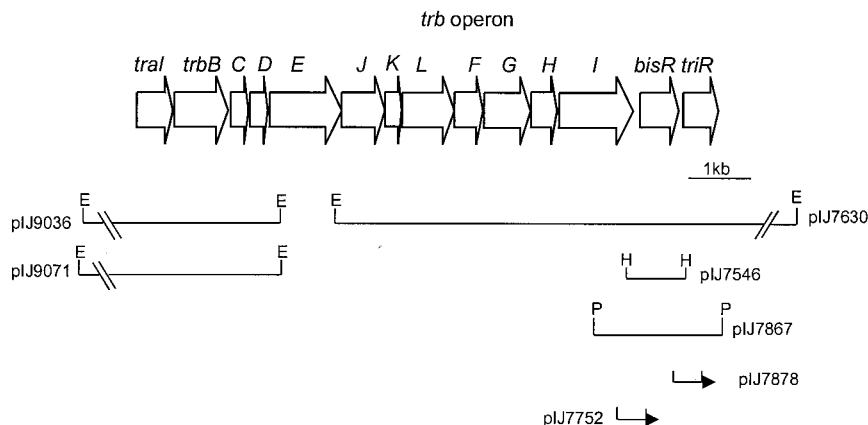 trb operon
traI trbB C D E J K L F G H I bisR triR
1kb
E E E E
pIJ9036 pIJ7630
E E
pIJ9071
H H
pIJ7546
P P
pIJ7867
pIJ7878
pIJ7752